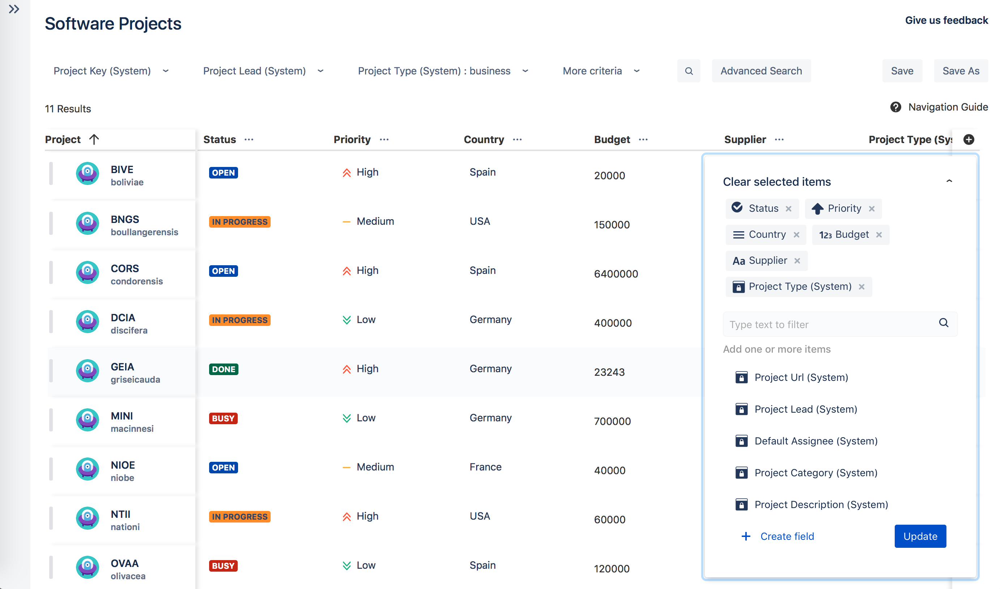 Software Projects
Give us feedback
Project Key (System)
Project Lead (System)
Project Type (System) : business
More criteria
Advanced Search
Save
Save As
11 Results
Navigation Guide
Project
Status
Priority
Country
Budget
Supplier
Project Type (Sys
BIVE
boliviae
OPEN
High
Spain
20000
BNGS
boullangerensis
IN PROGRESS
Medium
USA
150000
CORS
condorensis
OPEN
High
Spain
6400000
DCIA
discifera
IN PROGRESS
Low
Germany
400000
GEIA
griseicauda
DONE
High
Germany
23243
MINI
macinnesi
BUSY
Low
Germany
700000
NIOE
niobe
OPEN
Medium
France
40000
NTII
nationi
IN PROGRESS
High
USA
60000
OVAA
olivacea
BUSY
Low
Spain
120000
Clear selected items
Status
Priority
Country
123 Budget
Aa Supplier
Project Type (System)
Type text to filter
Add one or more items
Project Url (System)
Project Lead (System)
Default Assignee (System)
Project Category (System)
Project Description (System)
Create field
Update